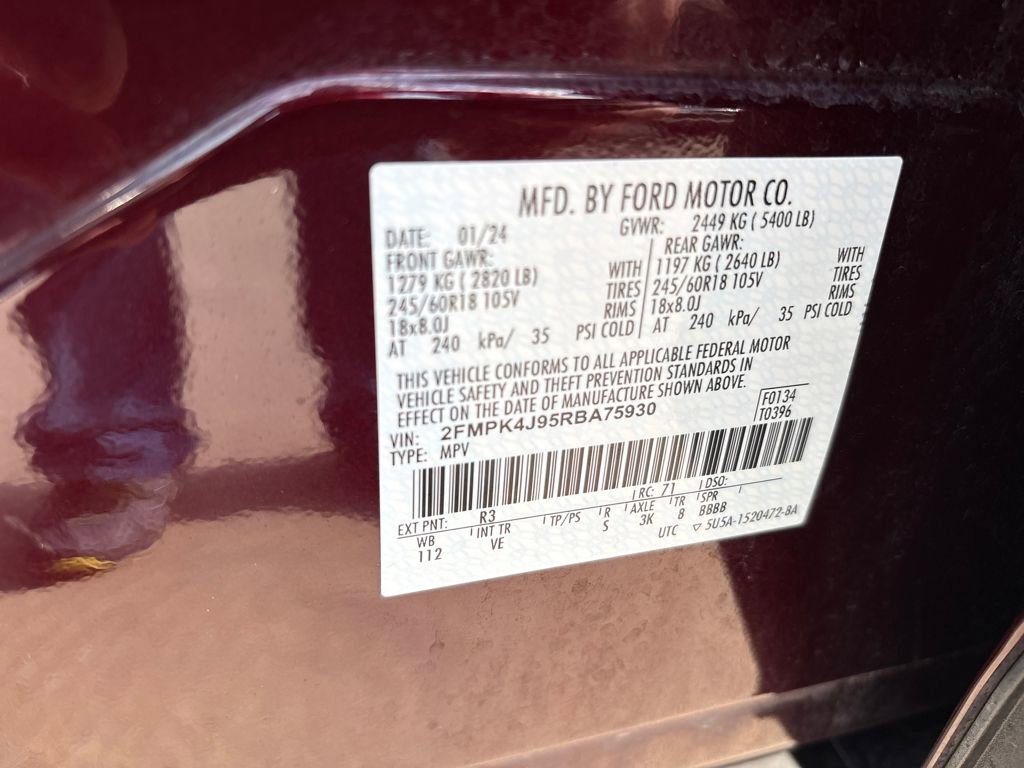 MFD. BY FORD MOTOR CO.
DATE: 01/24 GVWR: 2449 KG ( 5400 LB)
FRONT GAWR: REAR GAWR:
1279 KG ( 2820 LB) WITH 1197 KG ( 2640 LB) WITH
245/60R18 105V TIRES 245/60R18 105V TIRES
18x8.0J RIMS 18x8.0J RIMS
AT 240 kPa/ 35 PSI COLD AT 240 kPa/ 35 PSI COLD
THIS VEHICLE CONFORMS TO ALL APPLICABLE FEDERAL MOTOR
VEHICLE SAFETY AND THEFT PREVENTION STANDARDS IN
EFFECT ON THE DATE OF MANUFACTURE SHOWN ABOVE.
VIN: 2FMPK4J95RBA75930 F0134
TYPE: MPV T0396
EXT PNT: R3 RC: 71 DSO:
WB INT TR TP/PS R AXLE TR SPR
112 VE S 3K 8 BBBB
UTC ▽ 5U5A-1520472-BA